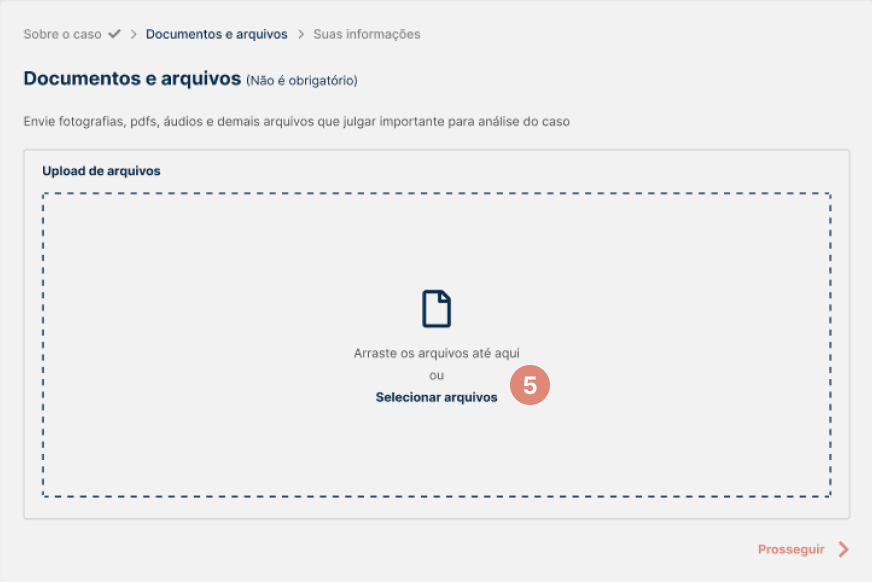 Sobre o caso > Documentos e arquivos > Suas informações
Documentos e arquivos (Não é obrigatório)
Envie fotografias, pdfs, áudios e demais arquivos que julgar importante para análise do caso
Upload de arquivos
Arraste os arquivos até aqui
ou
Selecionar arquivos
5
Prosseguir